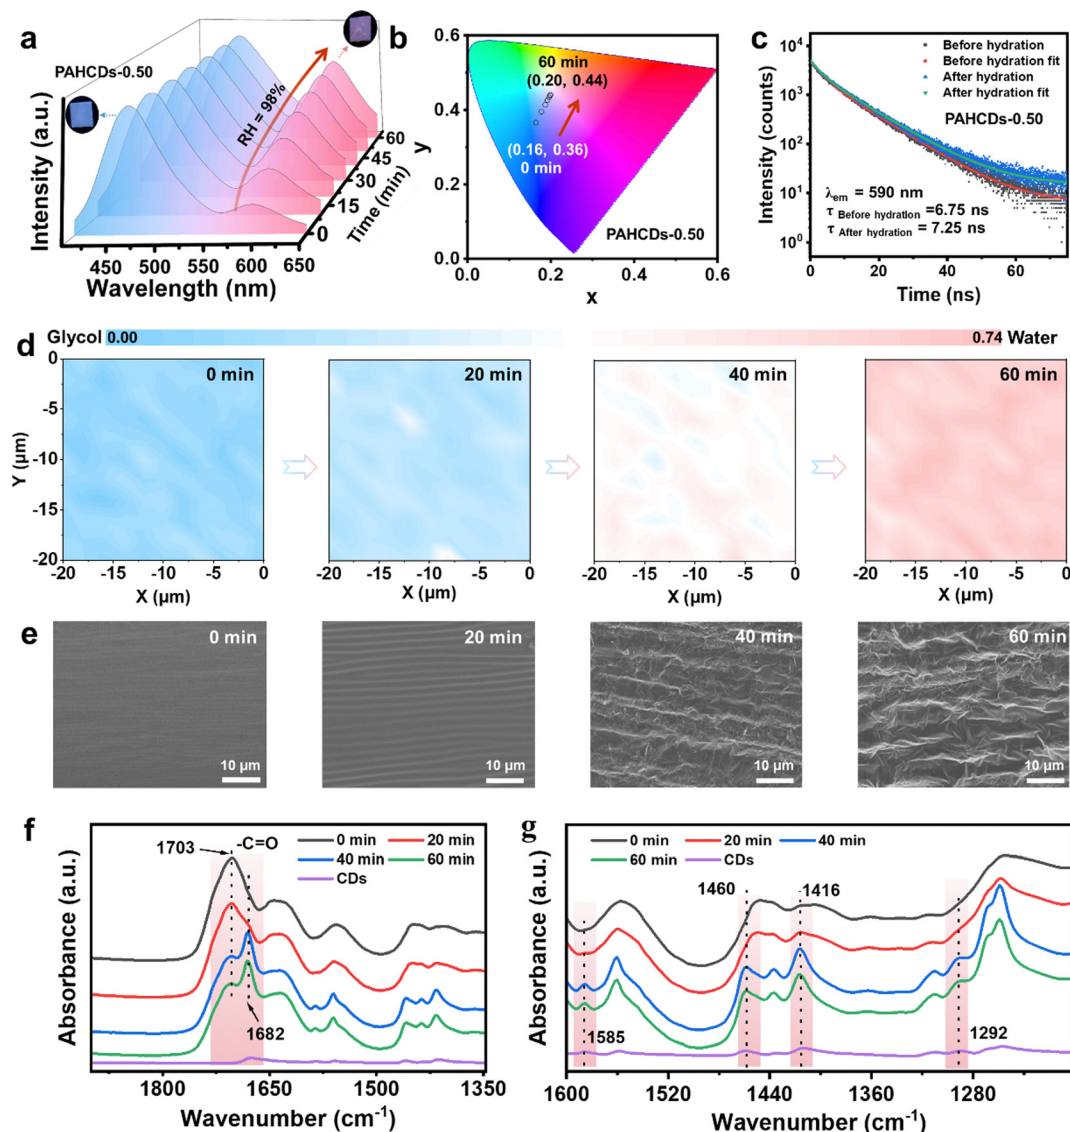 a
PAHCDs-0.50
RH = 98%
Intensity (a.u.)
60
45
30
15
0
Time (min)
450 500 550 600 650
Wavelength (nm)
b
0.6
0.4
0.2
0.0
y
60 min
(0.20, 0.44)
(0.16, 0.36)
0 min
PAHCDs-0.50
0.0 0.2 0.4 0.6
x
c
10⁴
10³
10²
10¹
10⁰
Intensity (counts)
Before hydration
Before hydration fit
After hydration
After hydration fit
PAHCDs-0.50
λem = 590 nm
τ Before hydration =6.75 ns
τ After hydration = 7.25 ns
0 20 40 60
Time (ns)
Glycol 0.00 0.74 Water
d
0 min 20 min 40 min 60 min
0
-5
-10
-15
-20
Y (µm)
-20 -15 -10 -5 0 -20 -15 -10 -5 0 -20 -15 -10 -5 0 -20 -15 -10 -5 0
X (µm) X (µm) X (µm) X (µm)
e
0 min 20 min 40 min 60 min
10 µm 10 µm 10 µm 10 µm
f
1703
-C=O
0 min 20 min
40 min 60 min
CDs
1682
Absorbance (a.u.)
1800 1650 1500 1350
Wavenumber (cm⁻¹)
g
0 min 20 min 40 min
60 min CDs
1460 1416
1585 1292
Absorbance (a.u.)
1600 1520 1440 1360 1280
Wavenumber (cm⁻¹)